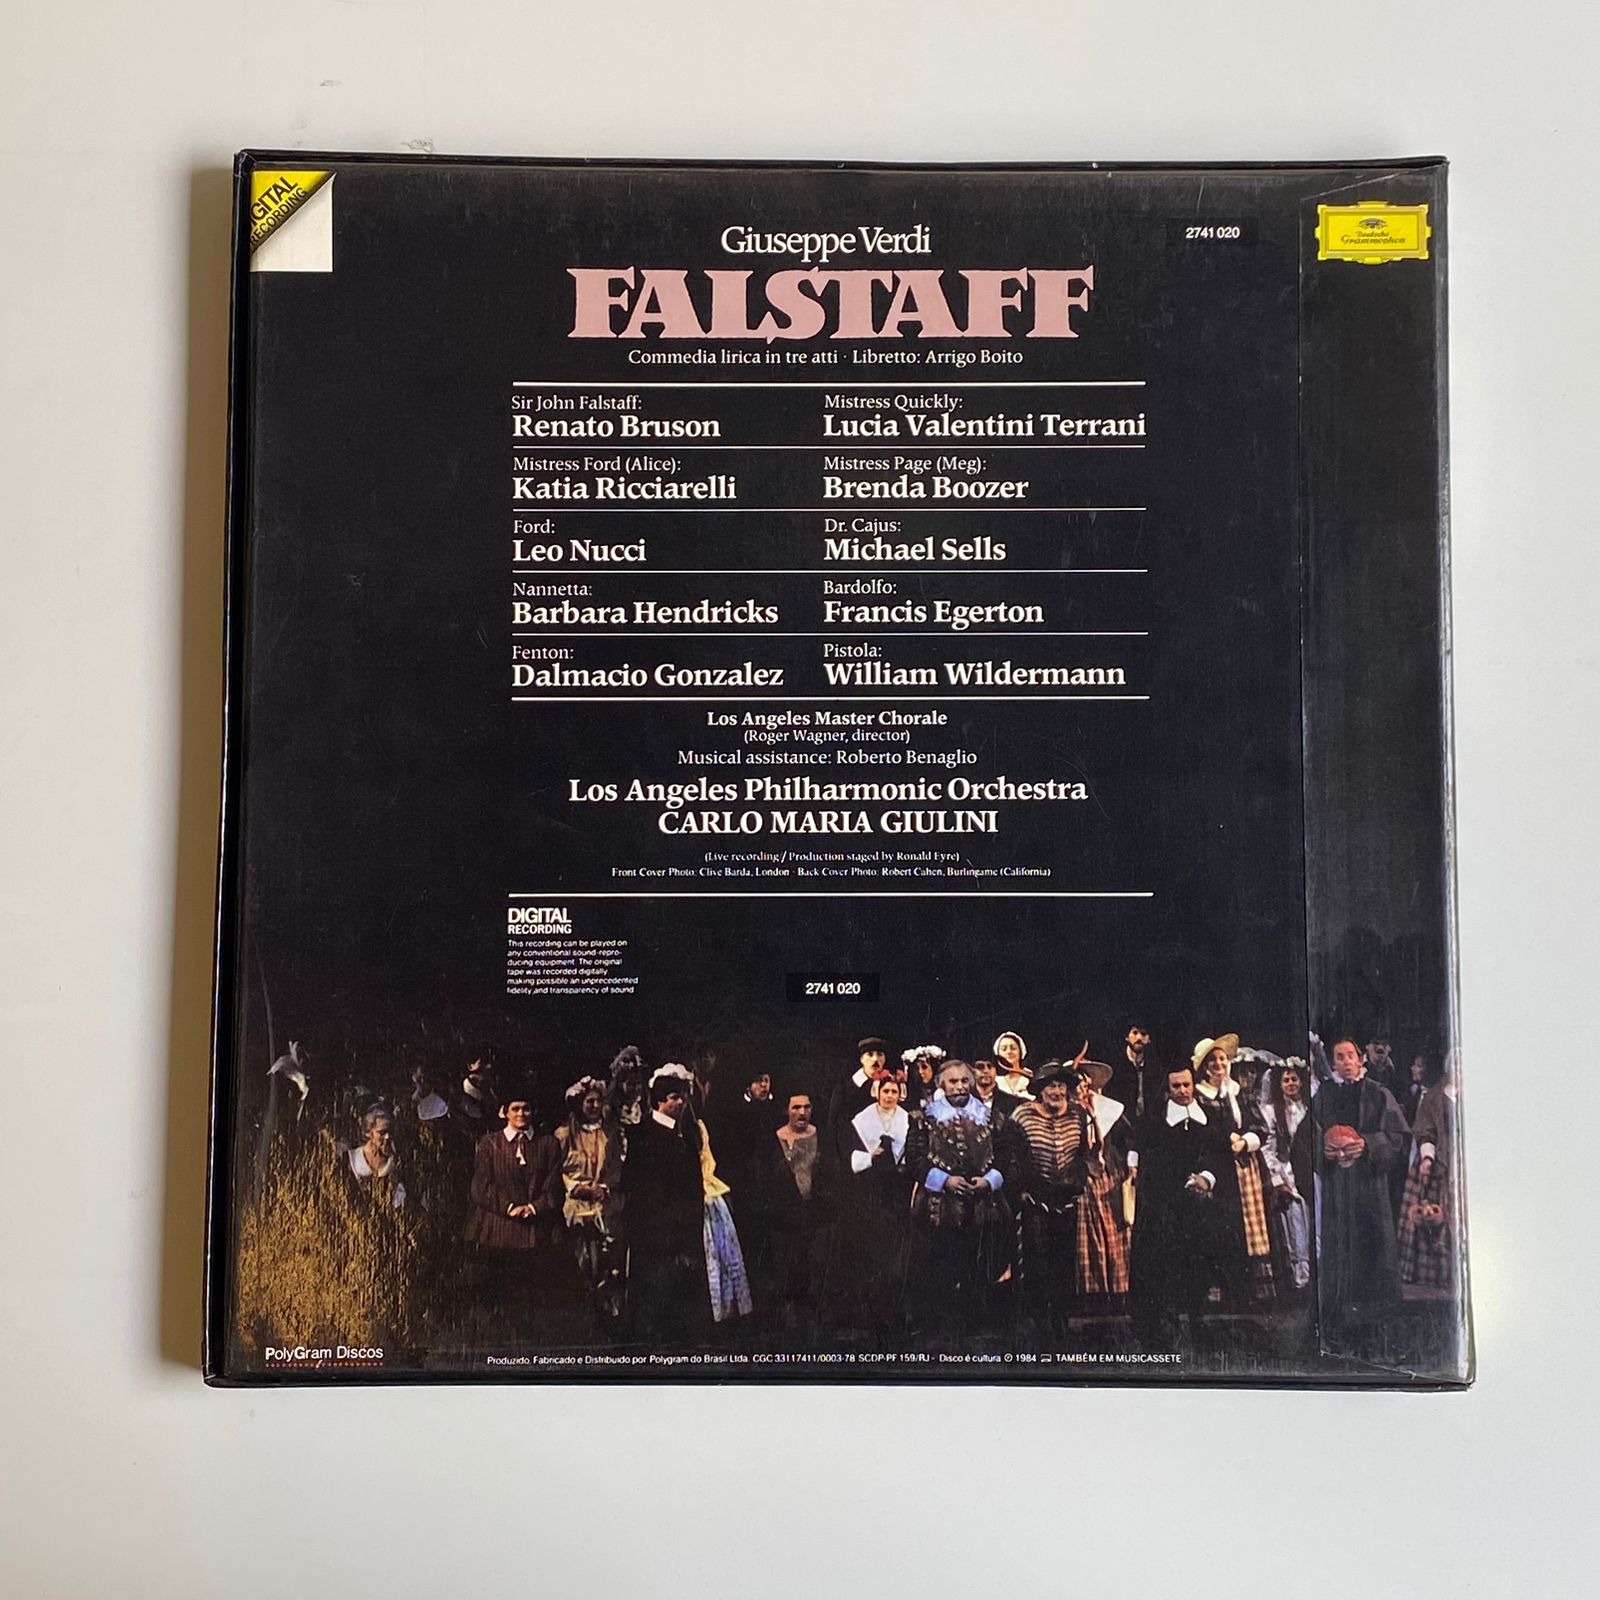 DIGITAL
RECORDING
Giuseppe Verdi
2741 020
Deutsche
Grammophon
FALSTAFF
Commedia lirica in tre atti · Libretto: Arrigo Boito
Sir John Falstaff:
Renato Bruson
Mistress Quickly:
Lucia Valentini Terrani
Mistress Ford (Alice):
Katia Ricciarelli
Mistress Page (Meg):
Brenda Boozer
Ford:
Leo Nucci
Dr. Cajus:
Michael Sells
Nannetta:
Barbara Hendricks
Bardolfo:
Francis Egerton
Fenton:
Dalmacio Gonzalez
Pistola:
William Wildermann
Los Angeles Master Chorale
(Roger Wagner, director)
Musical assistance: Roberto Benaglio
Los Angeles Philharmonic Orchestra
CARLO MARIA GIULINI
(Live recording / Production staged by Ronald Eyre)
Front Cover Photo: Clive Barda, London · Back Cover Photo: Robert Cahen, Burlingame (California)
DIGITAL
RECORDING
This recording can be played on
any conventional sound-repro-
ducing equipment. The original
tape was recorded digitally
making possible an unprecedented
fidelity and transparency of sound
2741 020
PolyGram Discos
Produzido, Fabricado e Distribuído por Polygram do Brasil Ltda. CGC 33117411/0003-78 SCDP-PF 159/RJ - Disco é cultura ℗ 1984 TAMBÉM EM MUSICASSETE